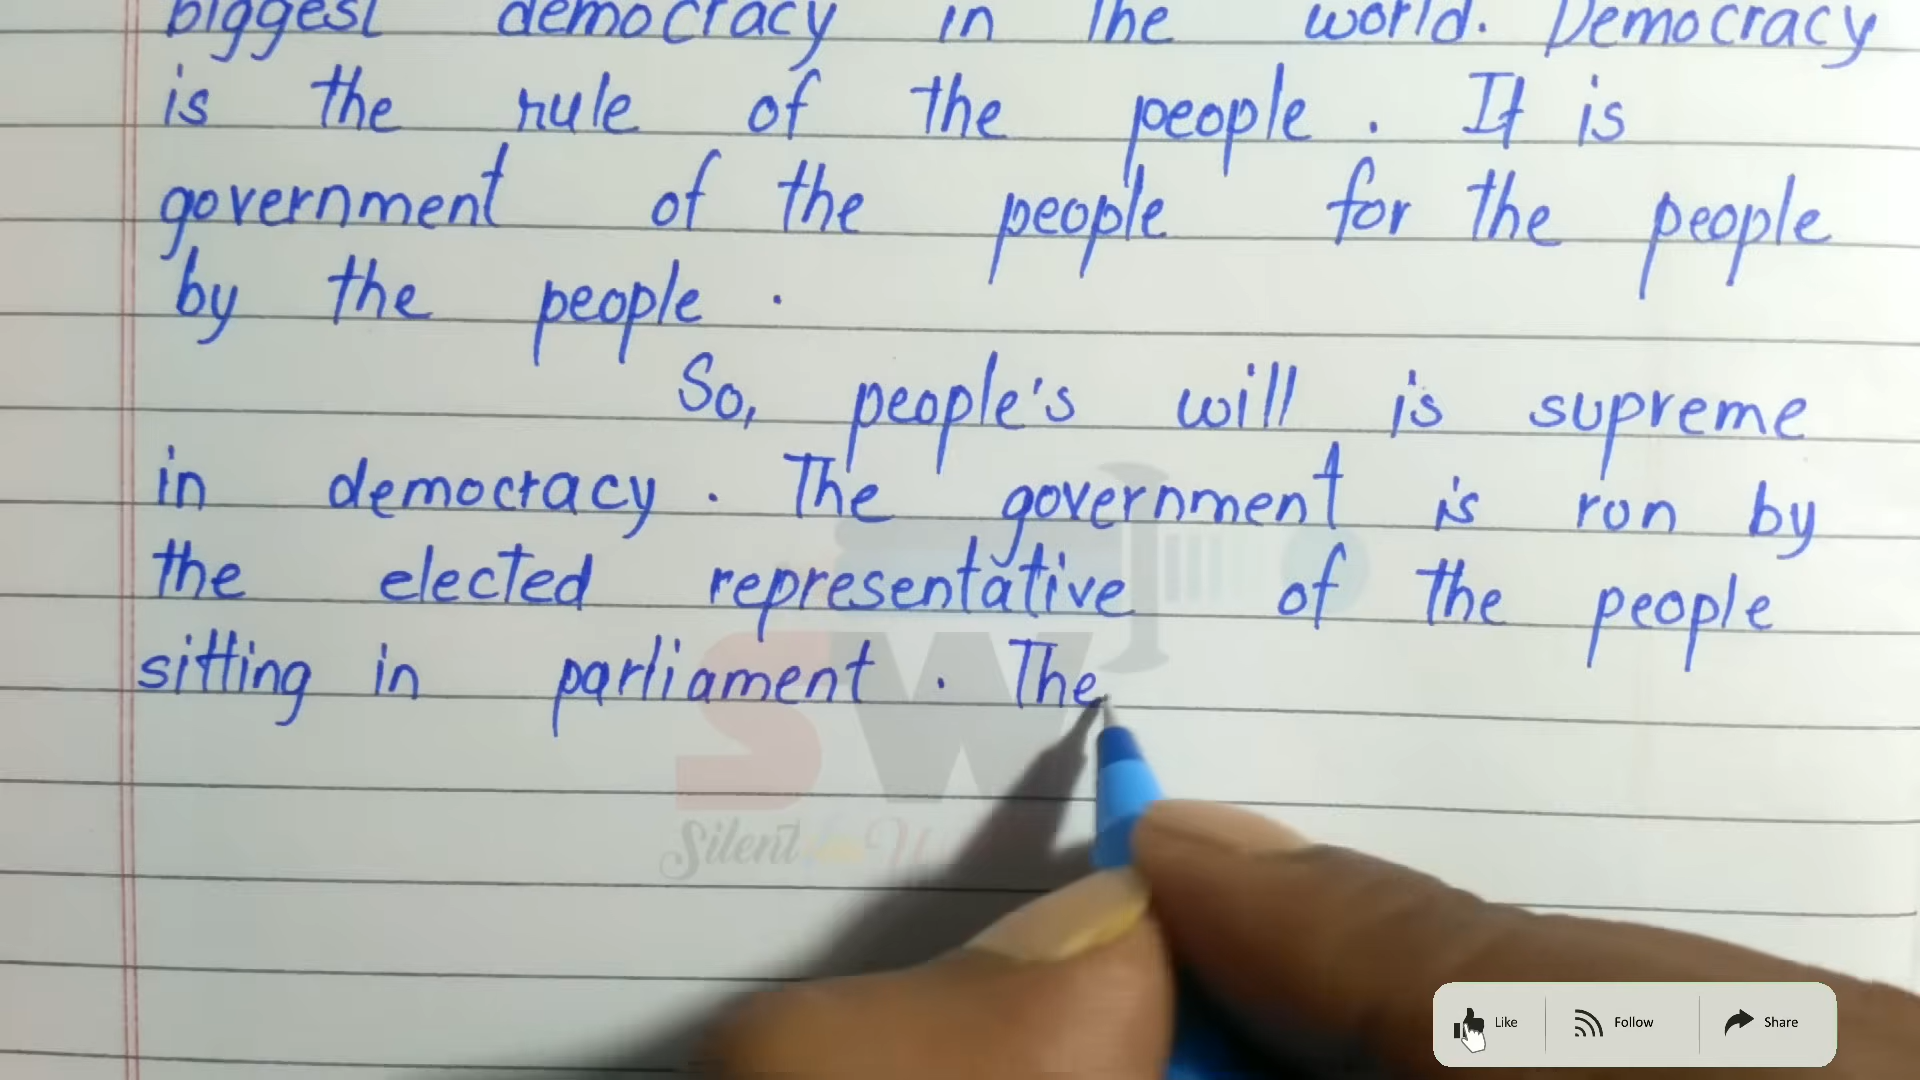 biggest democracy in the world. Democracy
is the rule of the people. It is
government of the people for the people
by the people.
So, people's will is supreme
in democracy. The government is run by
the elected representative of the people
sitting in parliament. The
SW
Silent
Like Follow Share